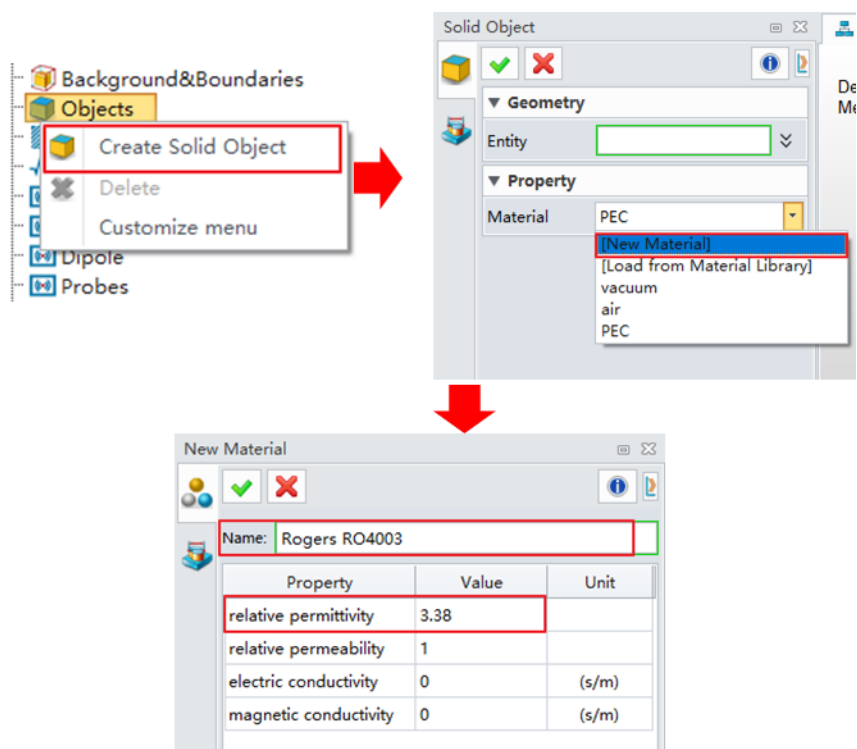 Background&Boundaries
Objects
Create Solid Object
Delete
Customize menu
Dipole
Probes
Solid Object
Geometry
Entity
Property
Material PEC
[New Material]
[Load from Material Library]
vacuum
air
PEC
De
Me
New Material
Name: Rogers RO4003
Property Value Unit
relative permittivity 3.38
relative permeability 1
electric conductivity 0 (s/m)
magnetic conductivity 0 (s/m)